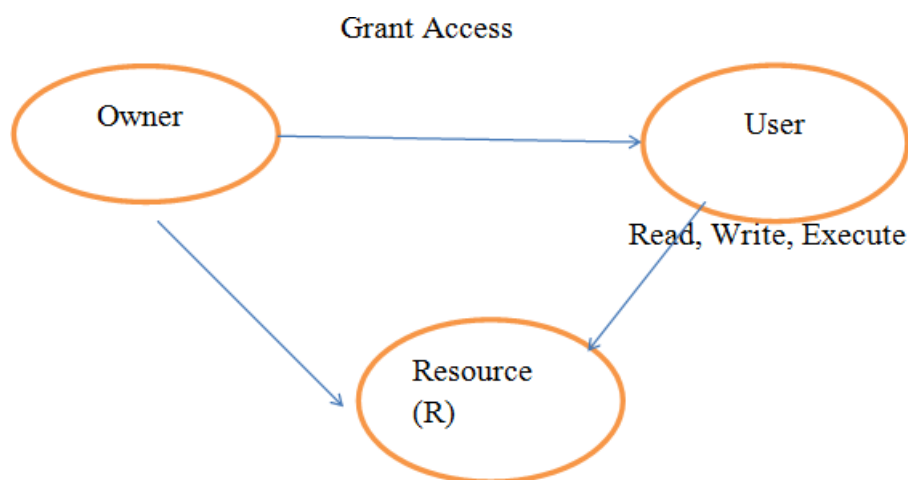 Grant Access
Owner
User
Read, Write, Execute
Resource
(R)